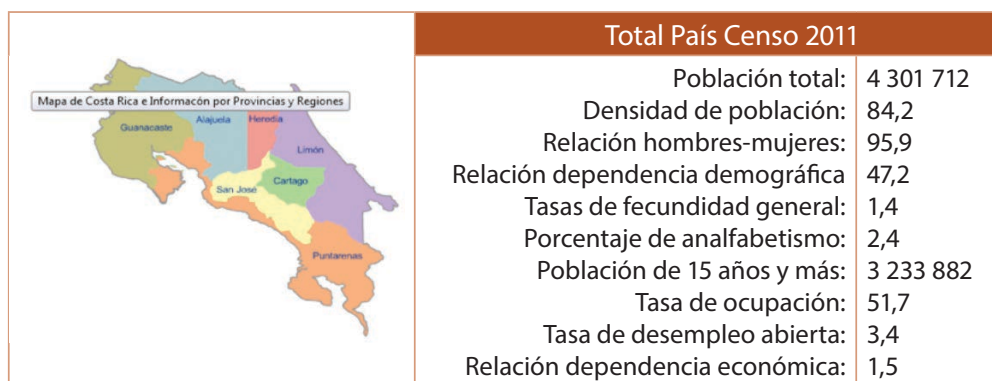 Mapa de Costa Rica e Informacón por Provincias y Regiones
Guanacaste
Alajuela
Heredia
Limón
San José
Cartago
Puntarenas
Total País Censo 2011
Población total: 4 301 712
Densidad de población: 84,2
Relación hombres-mujeres: 95,9
Relación dependencia demográfica 47,2
Tasas de fecundidad general: 1,4
Porcentaje de analfabetismo: 2,4
Población de 15 años y más: 3 233 882
Tasa de ocupación: 51,7
Tasa de desempleo abierta: 3,4
Relación dependencia económica: 1,5